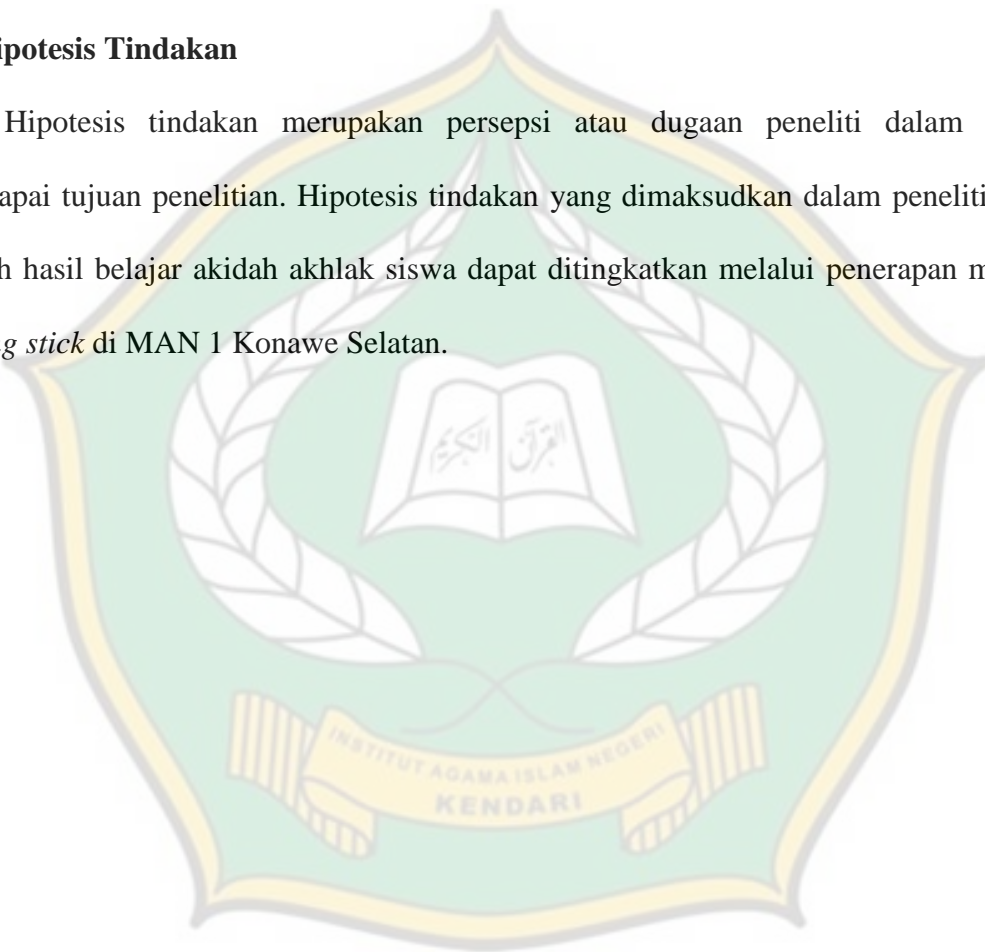 ipotesis Tindakan
Hipotesis tindakan merupakan persepsi atau dugaan peneliti dalam
apai tujuan penelitian. Hipotesis tindakan yang dimaksudkan dalam peneliti
h hasil belajar akidah akhlak siswa dapat ditingkatkan melalui penerapan m
g stick di MAN 1 Konawe Selatan.
القرآن الكريم
INSTITUT AGAMA ISLAM NEGERI
KENDARI